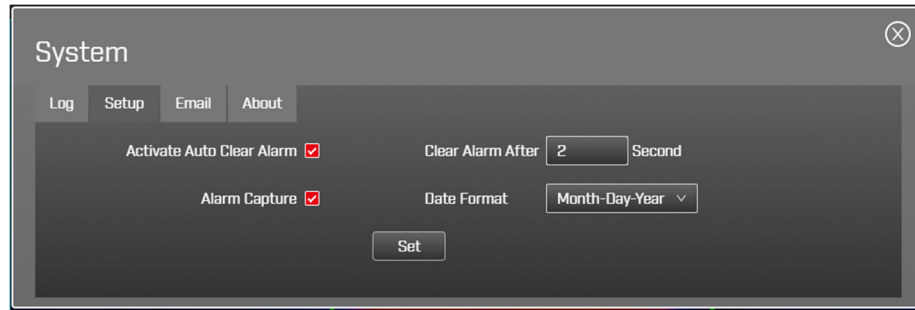 System
Log Setup Email About
Activate Auto Clear Alarm Clear Alarm After 2 Second
Alarm Capture Date Format Month-Day-Year
Set